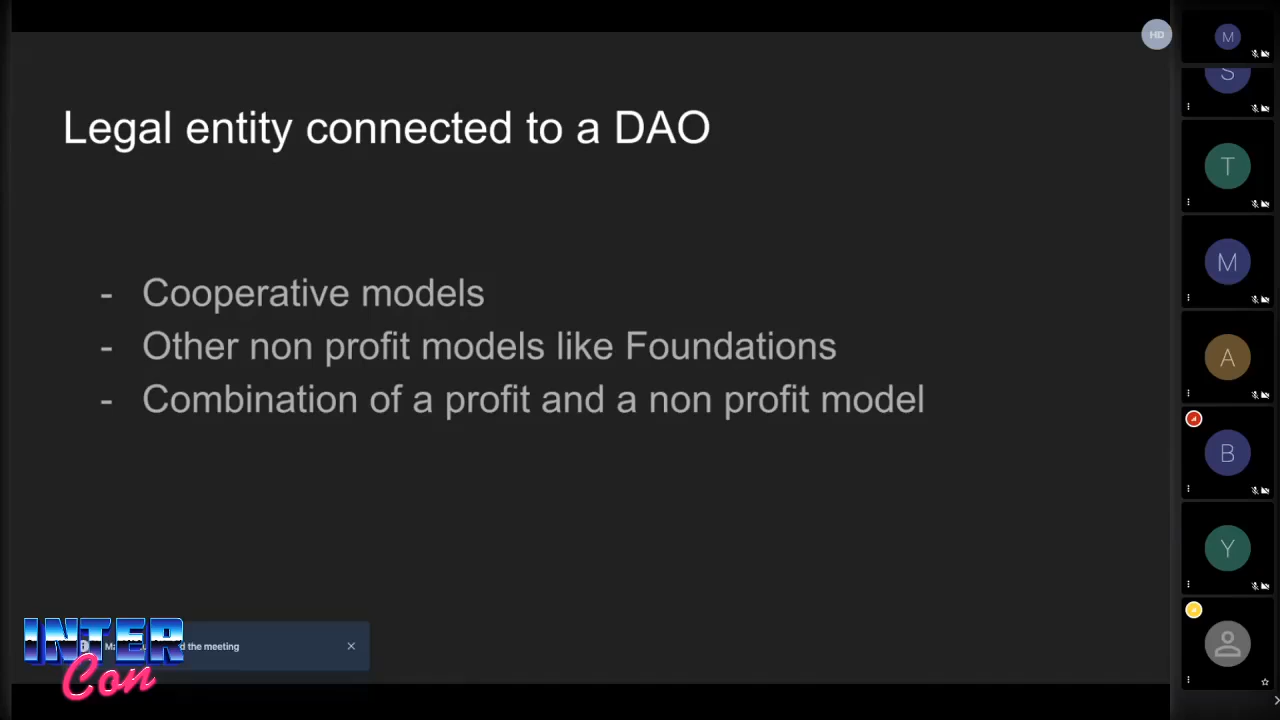 HD
Legal entity connected to a DAO
- Cooperative models
- Other non profit models like Foundations
- Combination of a profit and a non profit model
INTER
Con
d the meeting
M
S
T
M
A
B
Y